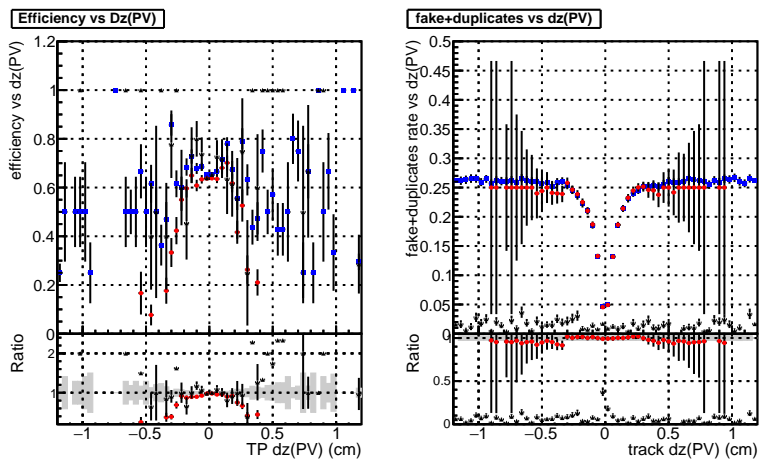 Efficiency vs Dz(PV)
efficiency vs dz(PV)
1.2
1
0.8
0.6
0.4
0.2
0
Ratio
2
1
−1 −0.5 0 0.5 1
TP dz(PV) (cm)
fake+duplicates vs dz(PV)
fake+duplicates rate vs dz(PV)
0.5
0.45
0.4
0.35
0.3
0.25
0.2
0.15
0.1
0.05
0
Ratio
0.5
0
−1 −0.5 0 0.5 1
track dz(PV) (cm)